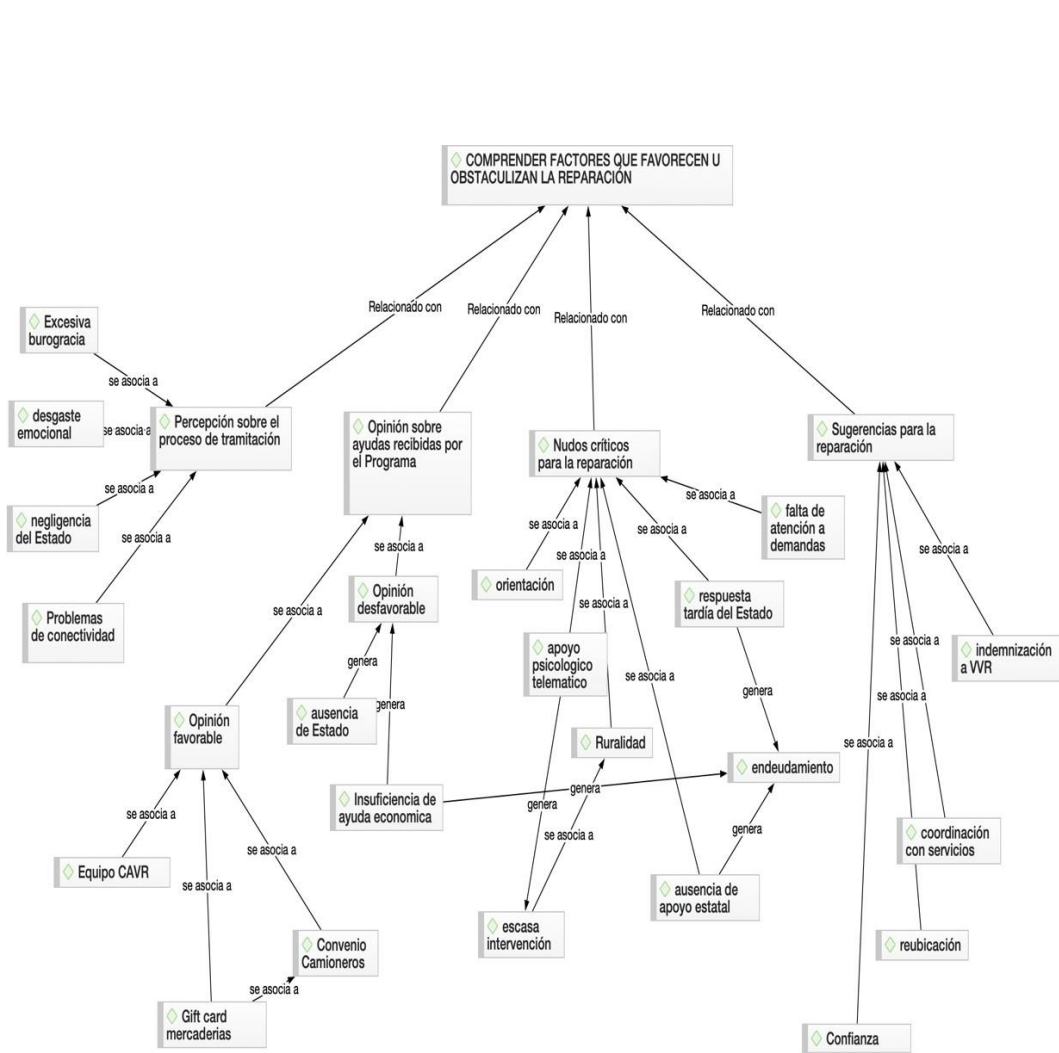 COMPRENDER FACTORES QUE FAVORECEN U
OBSTACULIZAN LA REPARACIÓN
Relacionado con
Relacionado con
Relacionado con
Relacionado con
Excesiva
burogracia
se asocia a
desgaste
emocional
se asocia a
Percepción sobre el
proceso de tramitación
negligencia
del Estado
se asocia a
Problemas
de conectividad
se asocia a
Opinión sobre
ayudas recibidas por
el Programa
se asocia a
se asocia a
Opinión
desfavorable
genera
genera
ausencia
de Estado
Opinión
favorable
Insuficiencia de
ayuda economica
genera
se asocia a
se asocia a
se asocia a
Equipo CAVR
Convenio
Camioneros
se asocia a
Gift card
mercaderias
Nudos críticos
para la reparación
se asocia a
se asocia a
se asocia a
se asocia a
se asocia a
se asocia a
falta de
atención a
demandas
orientación
respuesta
tardía del Estado
apoyo
psicologico
telematico
Ruralidad
genera
endeudamiento
genera
se asocia a
genera
escasa
intervención
ausencia de
apoyo estatal
Sugerencias para la
reparación
se asocia a
se asocia a
se asocia a
se asocia a
indemnización
a VVR
coordinación
con servicios
reubicación
Confianza